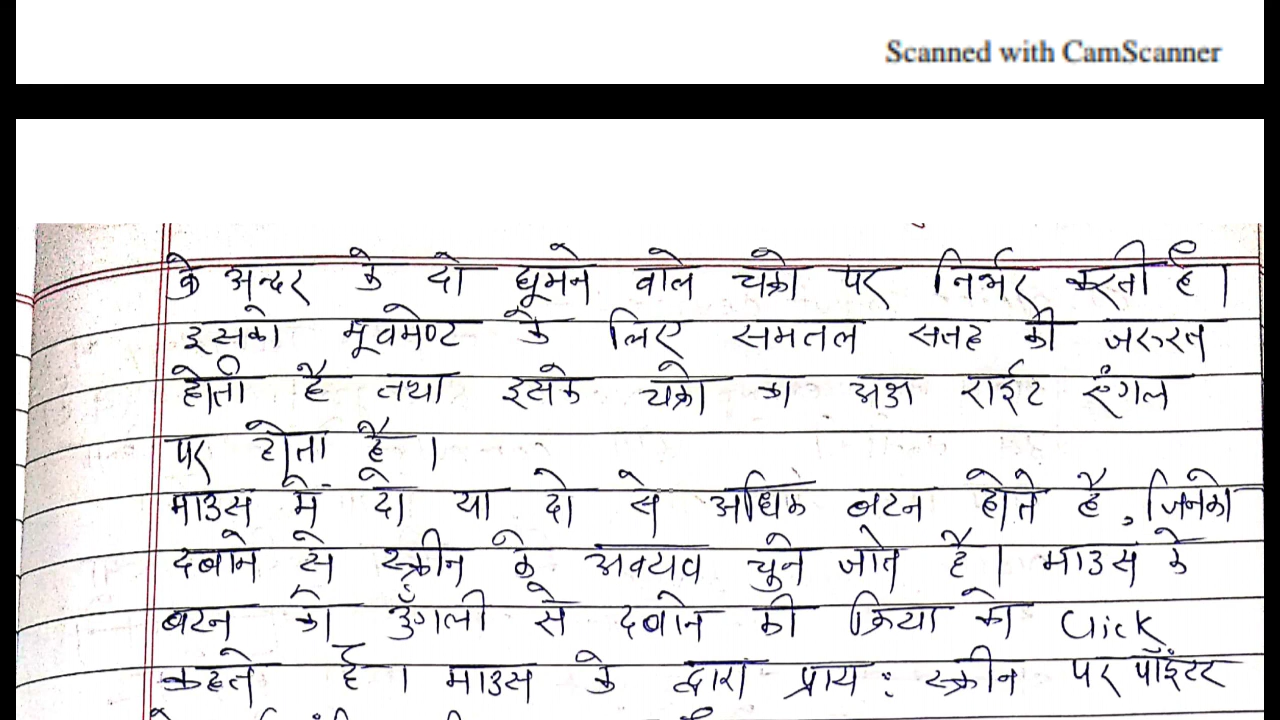 Scanned with CamScanner
के अन्दर के दो घूमने वाले चक्रो पर निर्भर करती है।
इसको मूवमेण्ट के लिए समतल सतह की जरुरत
होती है तथा इसके चक्रो का अक्ष राईट एंगल
पर होता है ।
माउस में दो या दो से अधिक बटन होते है , जिनको
दबाने से स्क्रीन के अवयव चुने जाते है । माउस के
बटन को उँगली से दबाने की क्रिया को Click
कहते है । माउस के द्वारा प्राय : स्क्रीन पर पॉइंटर